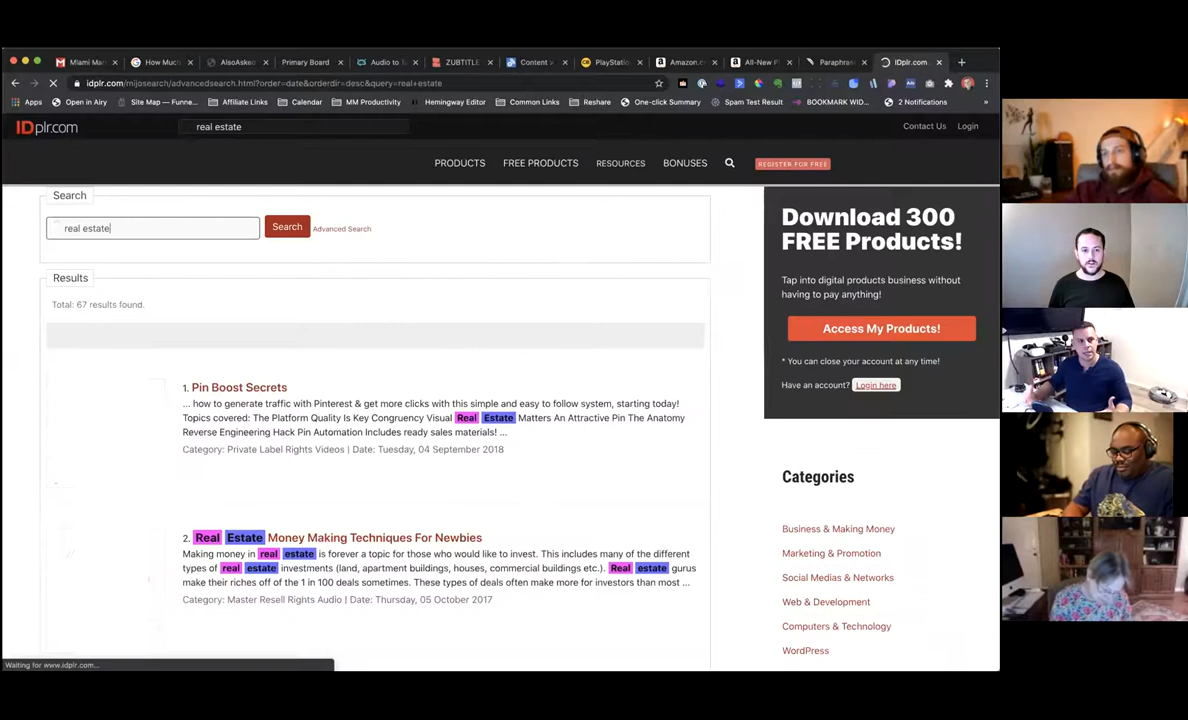 Miami Mar
How Much
AlsoAsked
Primary Board
Audio to Tu
ZUBTITLE
Content
PlayStation
Amazon.c
All-New
Paraphras
IDplr.com
idplr.com/mijosearch/advancedsearch.html?order=date&orderdir=desc&query=real+estate
Apps
Open in Airy
Site Map — Funne...
Affiliate Links
Calendar
MM Productivity
Hemingway Editor
Common Links
Reshare
One-click Summary
Spam Test Result
BOOKMARK WID...
2 Notifications
»
IDplr.com
real estate
Contact Us
Login
PRODUCTS
FREE PRODUCTS
RESOURCES
BONUSES
REGISTER FOR FREE
Search
real estate
Search
Advanced Search
Results
Total: 67 results found.
1. Pin Boost Secrets
... how to generate traffic with Pinterest & get more clicks with this simple and easy to follow system, starting today!
Topics covered: The Platform Quality Is Key Congruency Visual Real Estate Matters An Attractive Pin The Anatomy
Reverse Engineering Hack Pin Automation Includes ready sales materials! ...
Category: Private Label Rights Videos | Date: Tuesday, 04 September 2018
2. Real Estate Money Making Techniques For Newbies
Making money in real estate is forever a topic for those who would like to invest. This includes many of the different
types of real estate investments (land, apartment buildings, houses, commercial buildings etc.). Real estate gurus
make their riches off of the 1 in 100 deals sometimes. These types of deals often make more for investors than most ...
Category: Master Resell Rights Audio | Date: Thursday, 05 October 2017
Download 300
FREE Products!
Tap into digital products business without
having to pay anything!
Access My Products!
* You can close your account at any time!
Have an account? Login here
Categories
Business & Making Money
Marketing & Promotion
Social Medias & Networks
Web & Development
Computers & Technology
WordPress
Waiting for www.idplr.com...